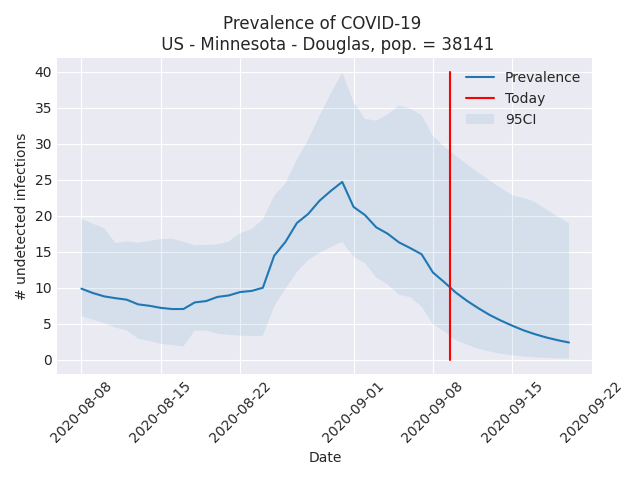 Prevalence of COVID-19
US - Minnesota - Douglas, pop. = 38141
40
35
30
25
20
15
10
5
0
# undetected infections
Prevalence
Today
95CI
2020-08-08
2020-08-15
2020-08-22
2020-09-01
2020-09-08
2020-09-15
2020-09-22
Date